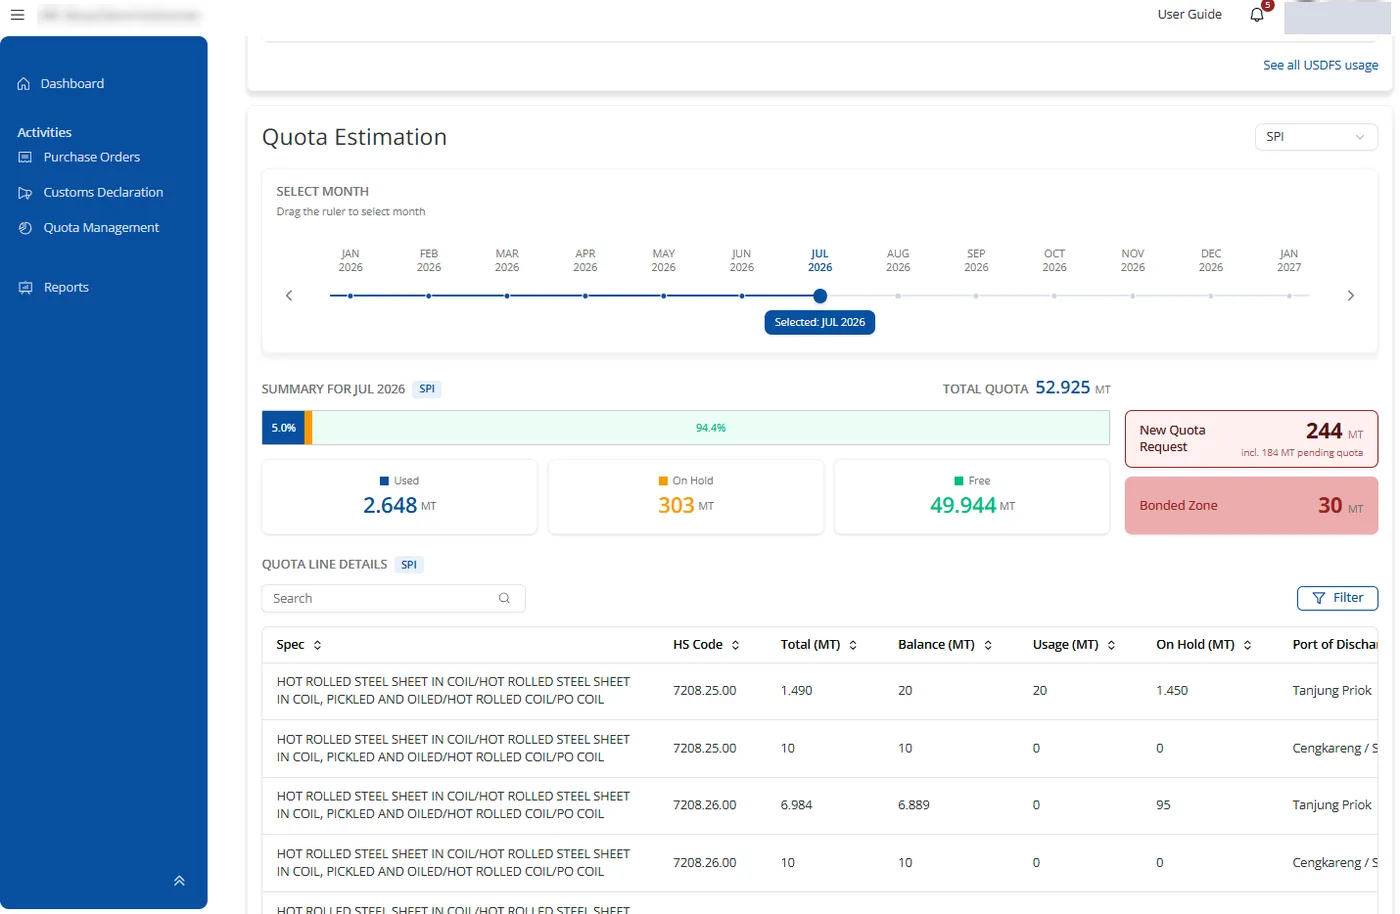 User Guide
5
Dashboard
Activities
Purchase Orders
Customs Declaration
Quota Management
Reports
See all USDFS usage
Quota Estimation
SPI
SELECT MONTH
Drag the ruler to select month
JAN 2026
FEB 2026
MAR 2026
APR 2026
MAY 2026
JUN 2026
JUL 2026
AUG 2026
SEP 2026
OCT 2026
NOV 2026
DEC 2026
JAN 2027
Selected: JUL 2026
SUMMARY FOR JUL 2026 SPI
TOTAL QUOTA 52.925 MT
5.0%
94.4%
Used
2.648 MT
On Hold
303 MT
Free
49.944 MT
New Quota
Request
244 MT
incl. 184 MT pending quota
Bonded Zone 30 MT
QUOTA LINE DETAILS SPI
Search
Filter
Spec HS Code Total (MT) Balance (MT) Usage (MT) On Hold (MT) Port of Dischar
HOT ROLLED STEEL SHEET IN COIL/HOT ROLLED STEEL SHEET
IN COIL, PICKLED AND OILED/HOT ROLLED COIL/PO COIL
7208.25.00 1.490 20 20 1.450 Tanjung Priok
HOT ROLLED STEEL SHEET IN COIL/HOT ROLLED STEEL SHEET
IN COIL, PICKLED AND OILED/HOT ROLLED COIL/PO COIL
7208.25.00 10 10 0 0 Cengkareng / S
HOT ROLLED STEEL SHEET IN COIL/HOT ROLLED STEEL SHEET
IN COIL, PICKLED AND OILED/HOT ROLLED COIL/PO COIL
7208.26.00 6.984 6.889 0 95 Tanjung Priok
HOT ROLLED STEEL SHEET IN COIL/HOT ROLLED STEEL SHEET
IN COIL, PICKLED AND OILED/HOT ROLLED COIL/PO COIL
7208.26.00 10 10 0 0 Cengkareng / S
HOT ROLLED STEEL SHEET IN COIL/HOT ROLLED STEEL SHEET